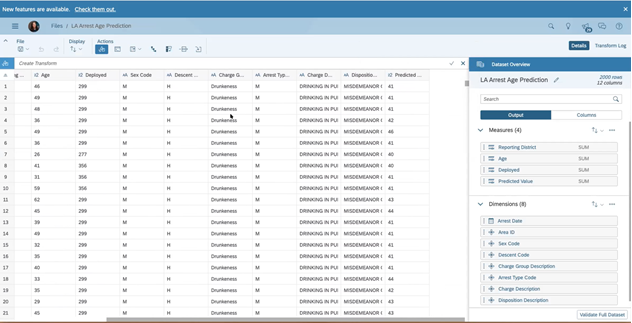 New features are available. Check them out.
Files / LA Arrest Age Prediction
File
Display
Actions
Details
Transform Log
Create Transform
Age Deployed Sex Code Descent ... Charge G... Arrest Typ... Charge D... Dispositio... Predicted ...
1 46 299 M H Drunkeness M DRINKING IN PUI MISDEMEANOR ( 41
2 49 299 M H Drunkeness M DRINKING IN PUI MISDEMEANOR ( 41
3 48 299 M H Drunkeness M DRINKING IN PUI MISDEMEANOR ( 41
4 36 299 M H Drunkeness M DRINKING IN PUI MISDEMEANOR ( 42
5 49 299 M H Drunkeness M DRINKING IN PUI MISDEMEANOR ( 46
6 36 299 M H Drunkeness M DRINKING IN PUI MISDEMEANOR ( 41
7 26 277 M H Drunkeness M DRINKING IN PUI MISDEMEANOR ( 40
8 41 356 M H Drunkeness M DRINKING IN PUI MISDEMEANOR ( 40
9 31 356 M H Drunkeness M DRINKING IN PUI MISDEMEANOR ( 41
10 59 356 M H Drunkeness M DRINKING IN PUI MISDEMEANOR ( 41
11 62 299 M H Drunkeness M DRINKING IN PUI MISDEMEANOR ( 43
12 45 299 M H Drunkeness M DRINKING IN PUI MISDEMEANOR ( 44
13 39 299 M H Drunkeness M DRINKING IN PUI MISDEMEANOR ( 41
14 49 299 M H Drunkeness M DRINKING IN PUI MISDEMEANOR ( 41
15 32 299 M H Drunkeness M DRINKING IN PUI MISDEMEANOR ( 41
16 35 299 M H Drunkeness M DRINKING IN PUI MISDEMEANOR ( 41
17 40 299 M H Drunkeness M DRINKING IN PUI MISDEMEANOR ( 41
18 33 299 M H Drunkeness M DRINKING IN PUI MISDEMEANOR ( 44
19 35 299 M H Drunkeness M DRINKING IN PUI MISDEMEANOR ( 42
20 29 299 M H Drunkeness M DRINKING IN PUI MISDEMEANOR ( 43
21 45 299 M H Drunkeness M DRINKING IN PUI MISDEMEANOR ( 43
Dataset Overview
LA Arrest Age Prediction
2000 rows
12 columns
Search
Output
Columns
Measures (4)
Reporting District SUM
Age SUM
Deployed SUM
Predicted Value SUM
Dimensions (8)
Arrest Date
Area ID
Sex Code
Descent Code
Charge Group Description
Arrest Type Code
Charge Description
Disposition Description
Validate Full Dataset